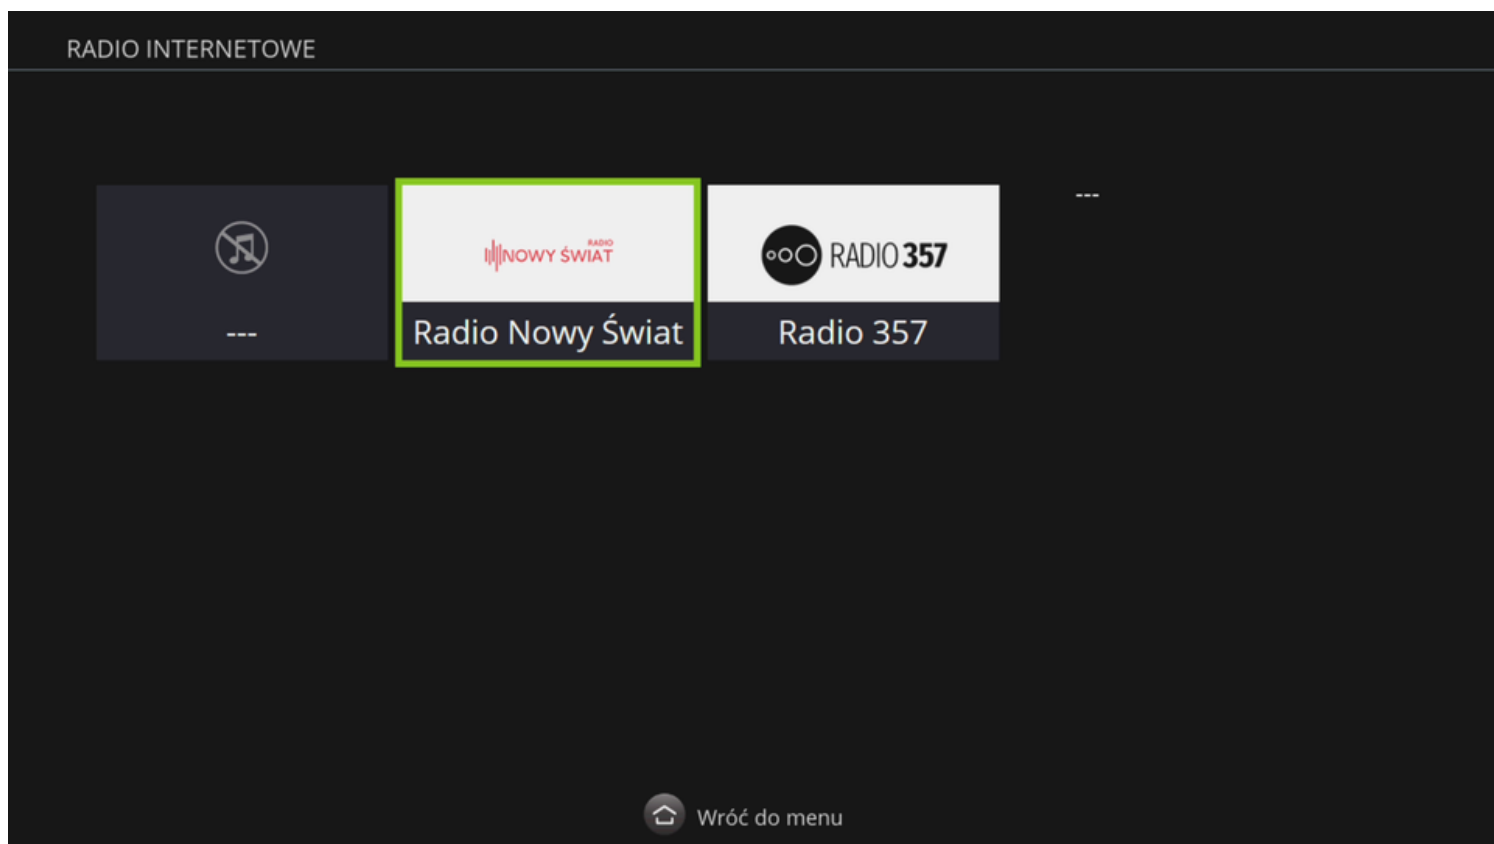 RADIO INTERNETOWE
---
RADIO
NOWY ŚWIAT
Radio Nowy Świat
RADIO 357
Radio 357
---
Wróć do menu